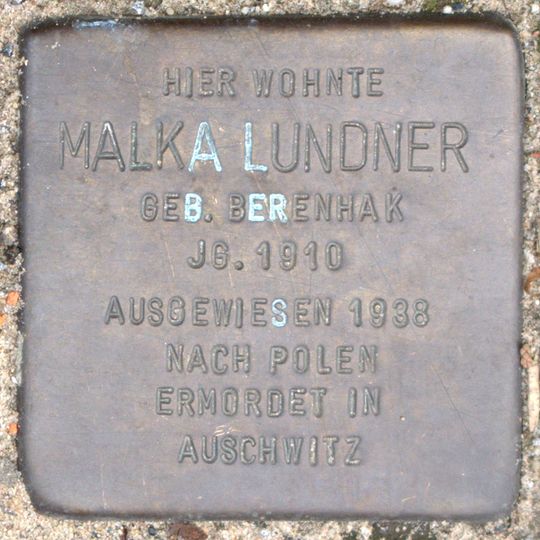 HIER WOHNTE
MALKA LUNDNER
GEB. BERENHAK
JG. 1910
AUSGEWIESEN 1938
NACH POLEN
ERMORDET IN
AUSCHWITZ